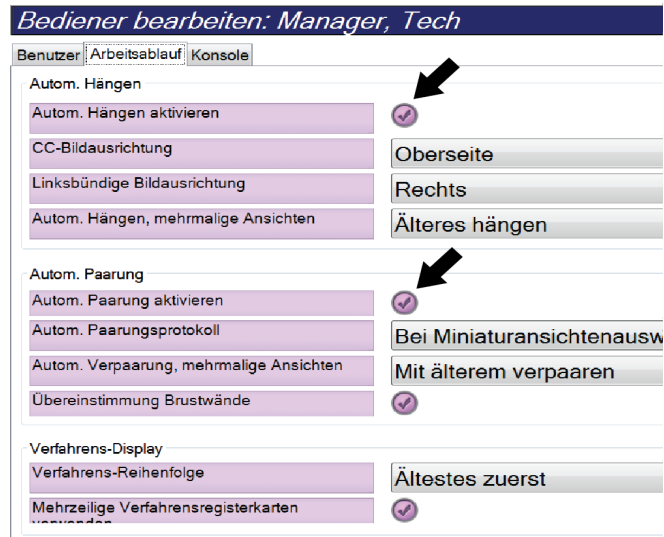 Bediener bearbeiten: Manager, Tech
Benutzer Arbeitsablauf Konsole
Autom. Hängen
Autom. Hängen aktivieren
CC-Bildausrichtung Oberseite
Linksbündige Bildausrichtung Rechts
Autom. Hängen, mehrmalige Ansichten Älteres hängen
Autom. Paarung
Autom. Paarung aktivieren
Autom. Paarungsprotokoll Bei Miniaturansichtenausw
Autom. Verpaarung, mehrmalige Ansichten Mit älterem verpaaren
Übereinstimmung Brustwände
Verfahrens-Display
Verfahrens-Reihenfolge Ältestes zuerst
Mehrzeilige Verfahrensregisterkarten